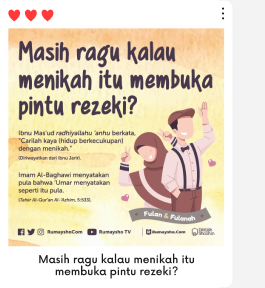 Masih ragu kalau
menikah itu membuka
pintu rezeki?
Ibnu Mas'ud radhiyallahu 'anhu berkata,
"Carilah kaya (hidup berkecukupan)
dengan menikah."
(Diriwayatkan dari Ibnu Jarir).
Imam Al-Baghawi menyatakan
pula bahwa 'Umar menyatakan
seperti itu pula.
(Tafsir Al-Qur'an Al-'Azhim, 5:533).
Fulan & Fulanah
RumayshoCom
Rumaysho TV
Rumaysho.Com
Masih ragu kalau menikah itu
membuka pintu rezeki?